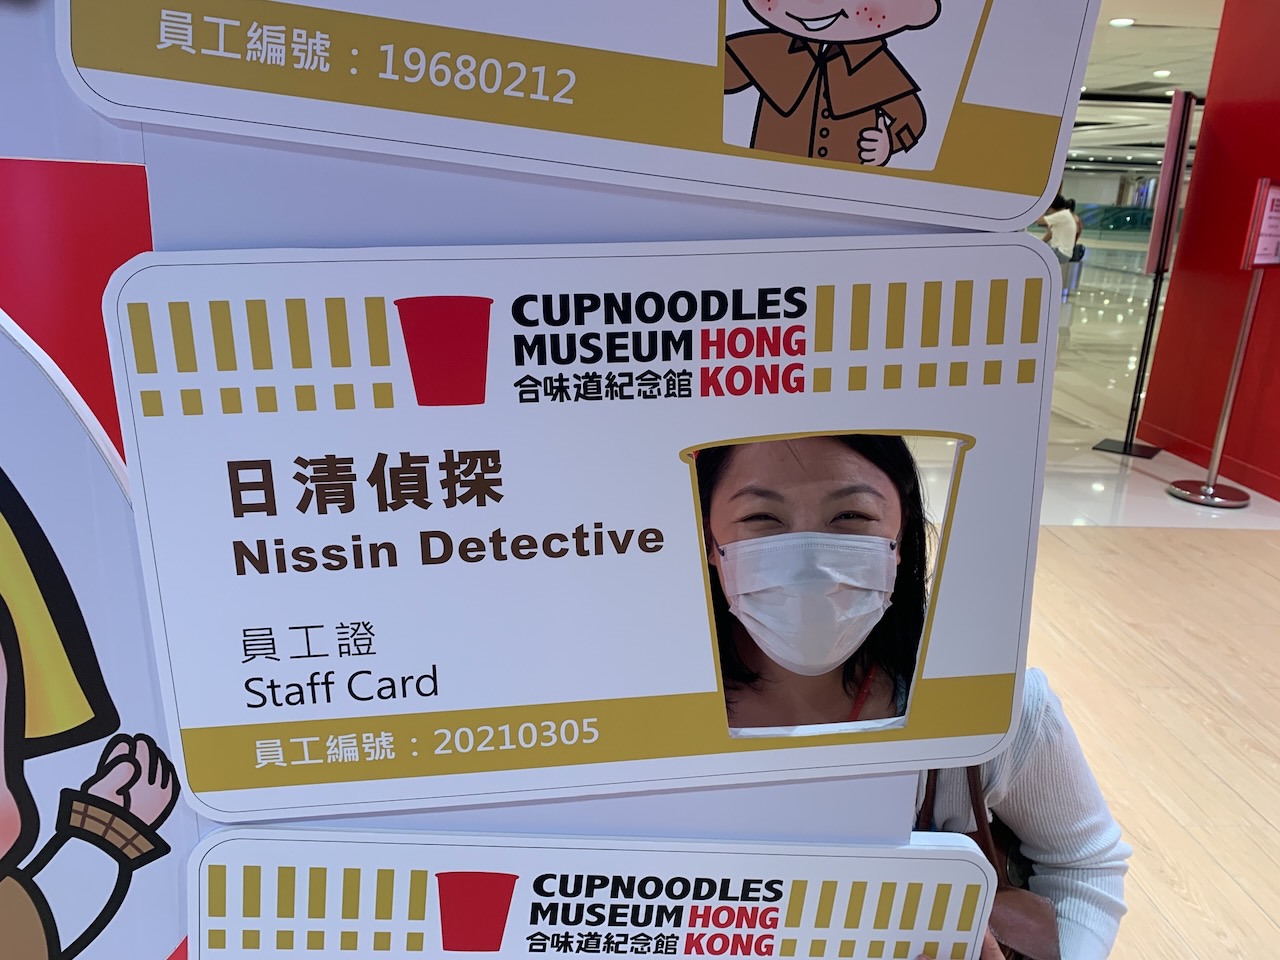 員工編號：19680212
CUPNOODLES
MUSEUM HONG
合味道紀念館 KONG
日清偵探
Nissin Detective
員工證
Staff Card
員工編號：20210305
CUPNOODLES
MUSEUM HONG
合味道紀念館 KONG